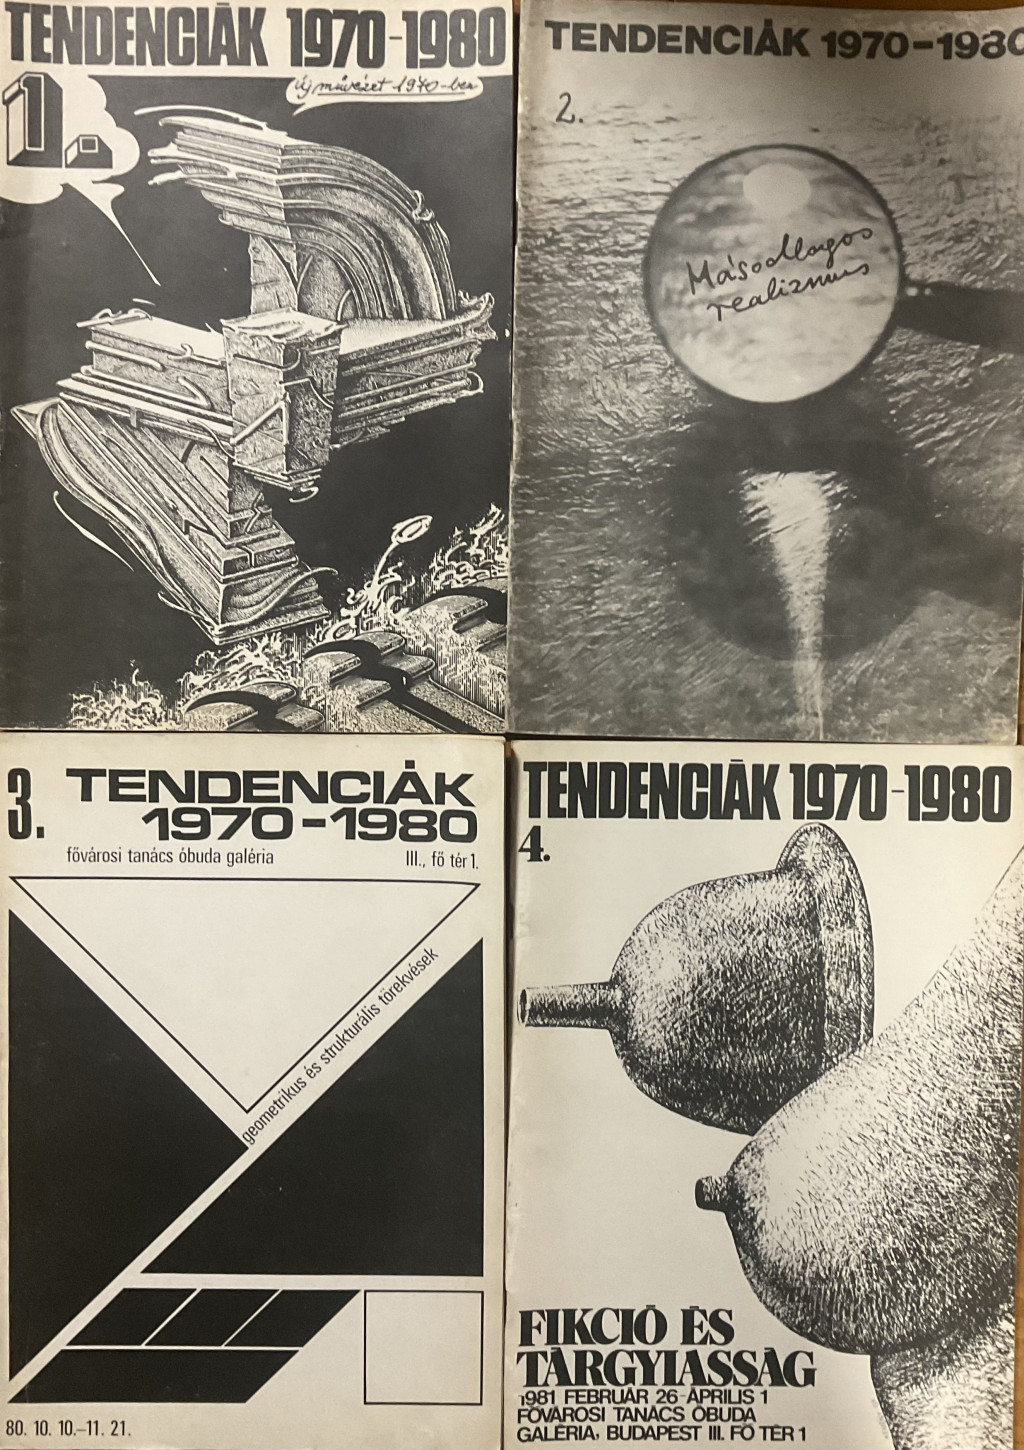 TENDENCIÁK 1970-1980
1.
új művészet 1970-ben
TENDENCIÁK 1970-1980
2.
Másodlagos
realizmus
3. TENDENCIÁK
1970-1980
fővárosi tanács óbuda galéria III., fő tér 1.
geometrikus és strukturális törekvések
80. 10. 10.-11. 21.
TENDENCIÁK 1970-1980
4.
FIKCIÓ ÉS
TÁRGYIASSÁG
1981 FEBRUÁR 26-ÁPRILIS 1
FŐVÁROSI TANÁCS ÓBUDA
GALÉRIA, BUDAPEST III. FŐ TÉR 1